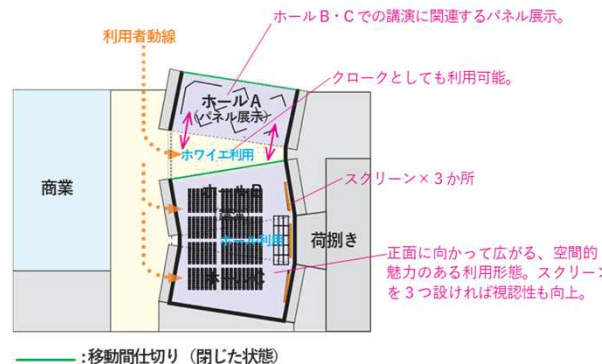 ホールB・Cでの講演に関連するパネル展示。
利用者動線
クロークとしても利用可能。
ホールA
(パネル展示)
ホワイエ利用
商業
スクリーン×3か所
ホール利用
荷捌き
正面に向かって広がる、空間的
魅力のある利用形態。スクリーン
を3つ設ければ視認性も向上。
:移動間仕切り(閉じた状態)